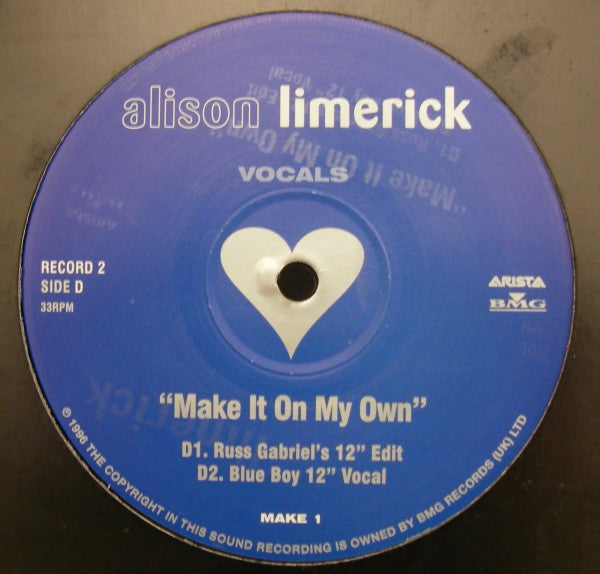 alison limerick
VOCALS
RECORD 2
SIDE D
33RPM
ARISTA
BMG
"Make It On My Own"
D1. Russ Gabriel's 12" Edit
D2. Blue Boy 12" Vocal
MAKE 1
℗ 1996 THE COPYRIGHT IN THIS SOUND RECORDING IS OWNED BY BMG RECORDS (UK) LTD